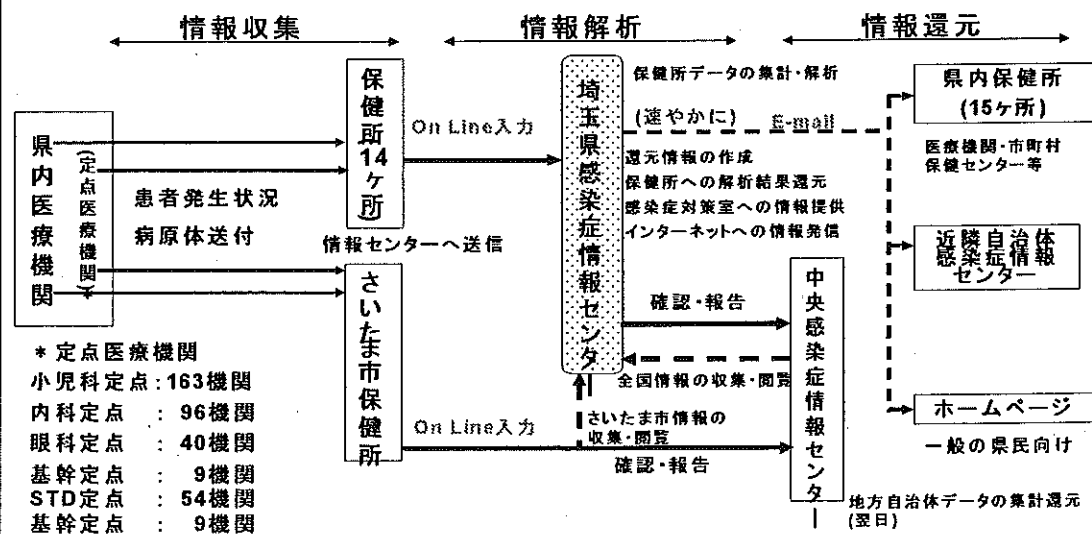 情報収集
情報解析
情報還元
県内医療機関
(定点医療機関)*
患者発生状況
病原体送付
保健所(14ヶ所)
さいたま市保健所
On Line入力
情報センターへ送信
On Line入力
埼玉県感染症情報センタ
保健所データの集計・解析
(速やかに)
E-mail
還元情報の作成
保健所への解析結果還元
感染症対策室への情報提供
インターネットへの情報発信
確認・報告
全国情報の収集・閲覧
さいたま市情報の
収集・閲覧
確認・報告
中央感染症情報センタ
県内保健所
(15ヶ所)
医療機関・市町村
保健センター等
近隣自治体
感染症情報
センター
ホームページ
一般の県民向け
地方自治体データの集計還元
(翌日)
* 定点医療機関
小児科定点:163機関
内科定点 : 96機関
眼科定点 : 40機関
基幹定点 : 9機関
STD定点 : 54機関
基幹定点 : 9機関